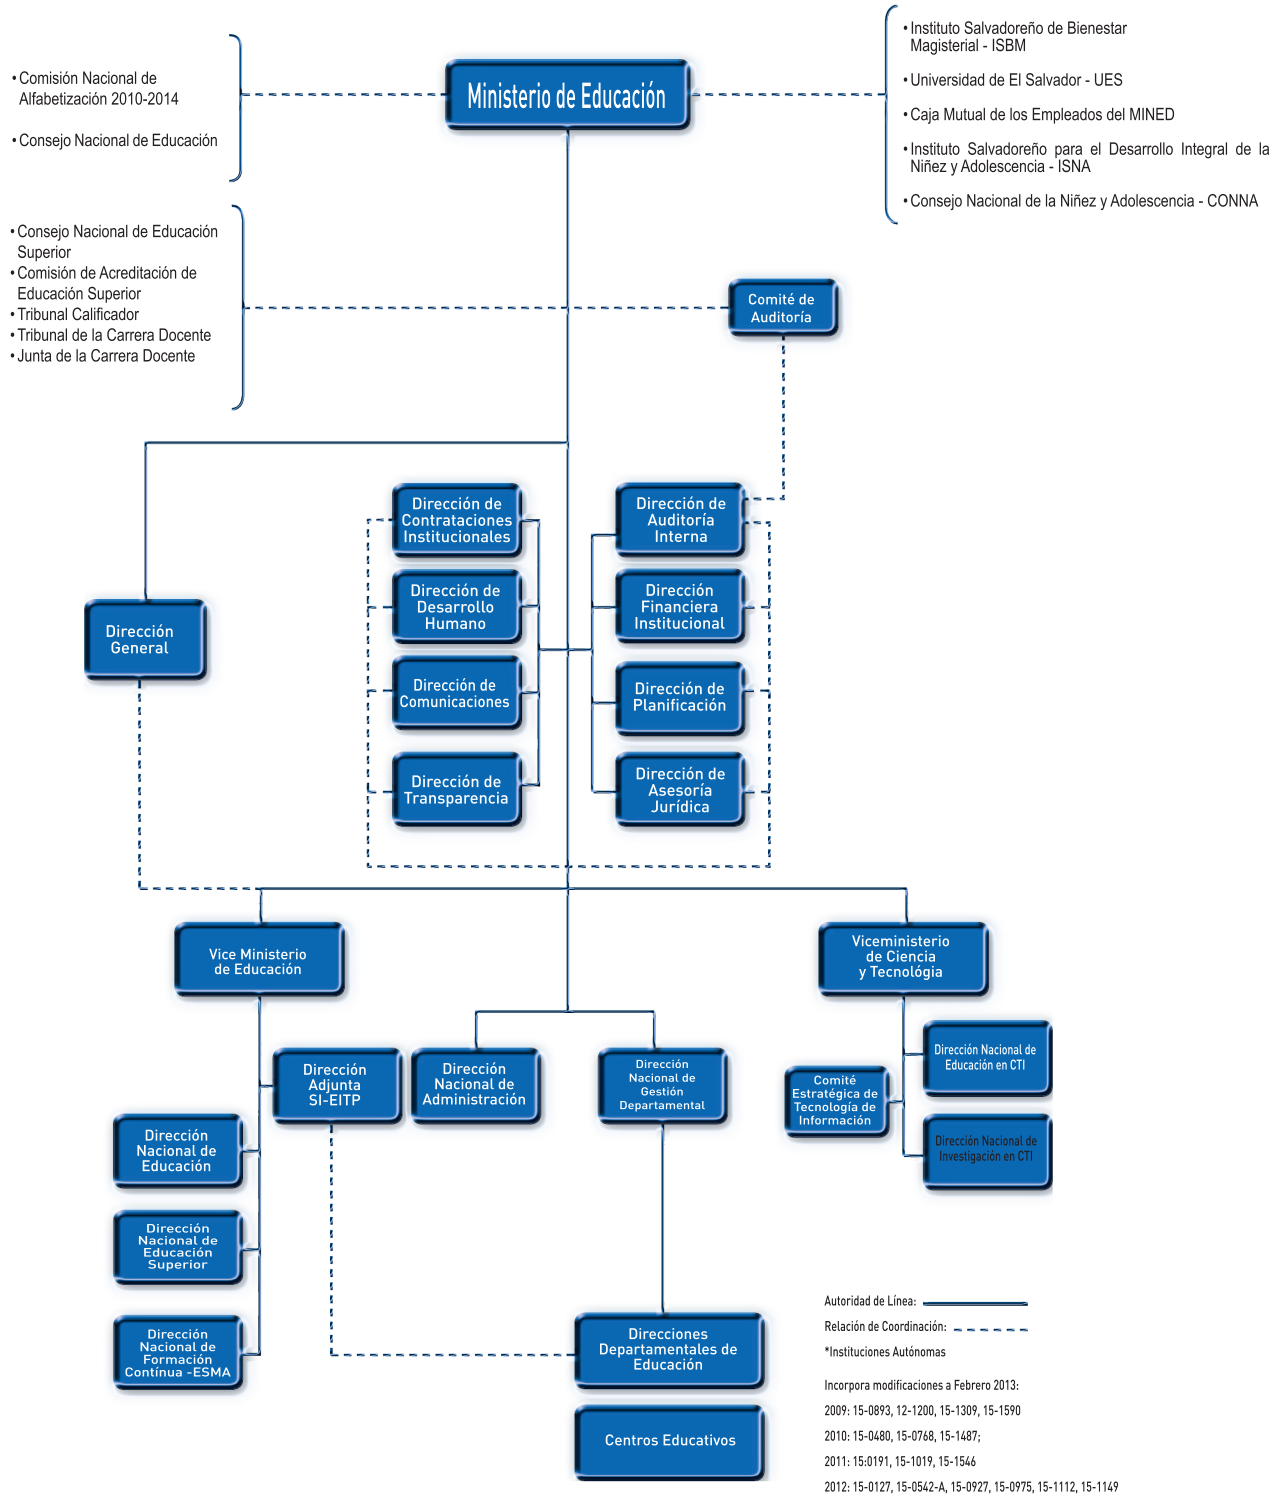 Ministerio de Educación
• Comisión Nacional de
Alfabetización 2010-2014
• Consejo Nacional de Educación
• Instituto Salvadoreño de Bienestar
Magisterial - ISBM
• Universidad de El Salvador - UES
• Caja Mutual de los Empleados del MINED
• Instituto Salvadoreño para el Desarrollo Integral de la
Niñez y Adolescencia - ISNA
• Consejo Nacional de la Niñez y Adolescencia - CONNA
• Consejo Nacional de Educación
Superior
• Comisión de Acreditación de
Educación Superior
• Tribunal Calificador
• Tribunal de la Carrera Docente
• Junta de la Carrera Docente
Comité de
Auditoría
Dirección de
Contrataciones
Institucionales
Dirección de
Auditoría
Interna
Dirección de
Desarrollo
Humano
Dirección
Financiera
Institucional
Dirección
General
Dirección de
Comunicaciones
Dirección de
Planificación
Dirección de
Transparencia
Dirección de
Asesoría
Jurídica
Vice Ministerio
de Educación
Viceministerio
de Ciencia
y Tecnológia
Dirección
Adjunta
SI-EITP
Dirección
Nacional de
Administración
Dirección
Nacional de
Gestión
Departamental
Dirección Nacional de
Educación en CTI
Comité
Estratégica de
Tecnología de
Información
Dirección Nacional de
Investigación en CTI
Dirección
Nacional de
Educación
Dirección
Nacional de
Educación
Superior
Dirección
Nacional de
Formación
Contínua -ESMA
Direcciones
Departamentales de
Educación
Centros Educativos
Autoridad de Línea:
Relación de Coordinación:
*Instituciones Autónomas
Incorpora modificaciones a Febrero 2013:
2009: 15-0893, 12-1200, 15-1309, 15-1590
2010: 15-0480, 15-0768, 15-1487;
2011: 15:0191, 15-1019, 15-1546
2012: 15-0127, 15-0542-A, 15-0927, 15-0975, 15-1112, 15-1149